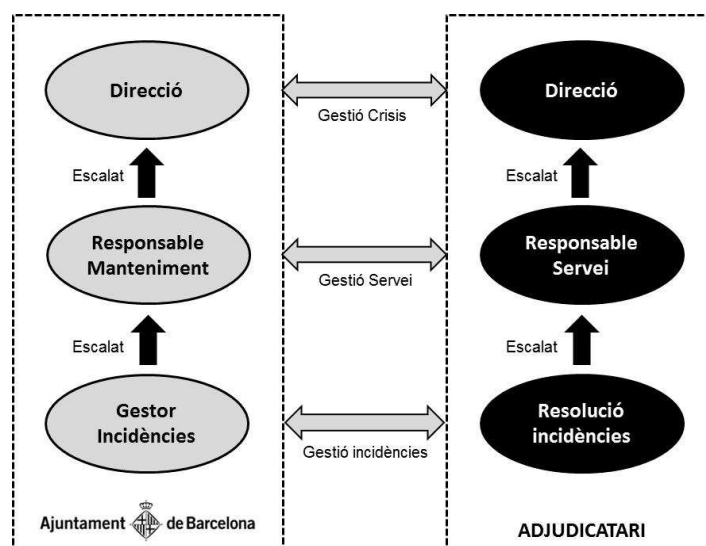 Direcció
Direcció
Gestió Crisis
Escalat
Escalat
Responsable
Manteniment
Responsable
Servei
Gestió Servei
Escalat
Escalat
Gestor
Incidències
Resolució
incidències
Gestió incidències
Ajuntament de Barcelona
ADJUDICATARI